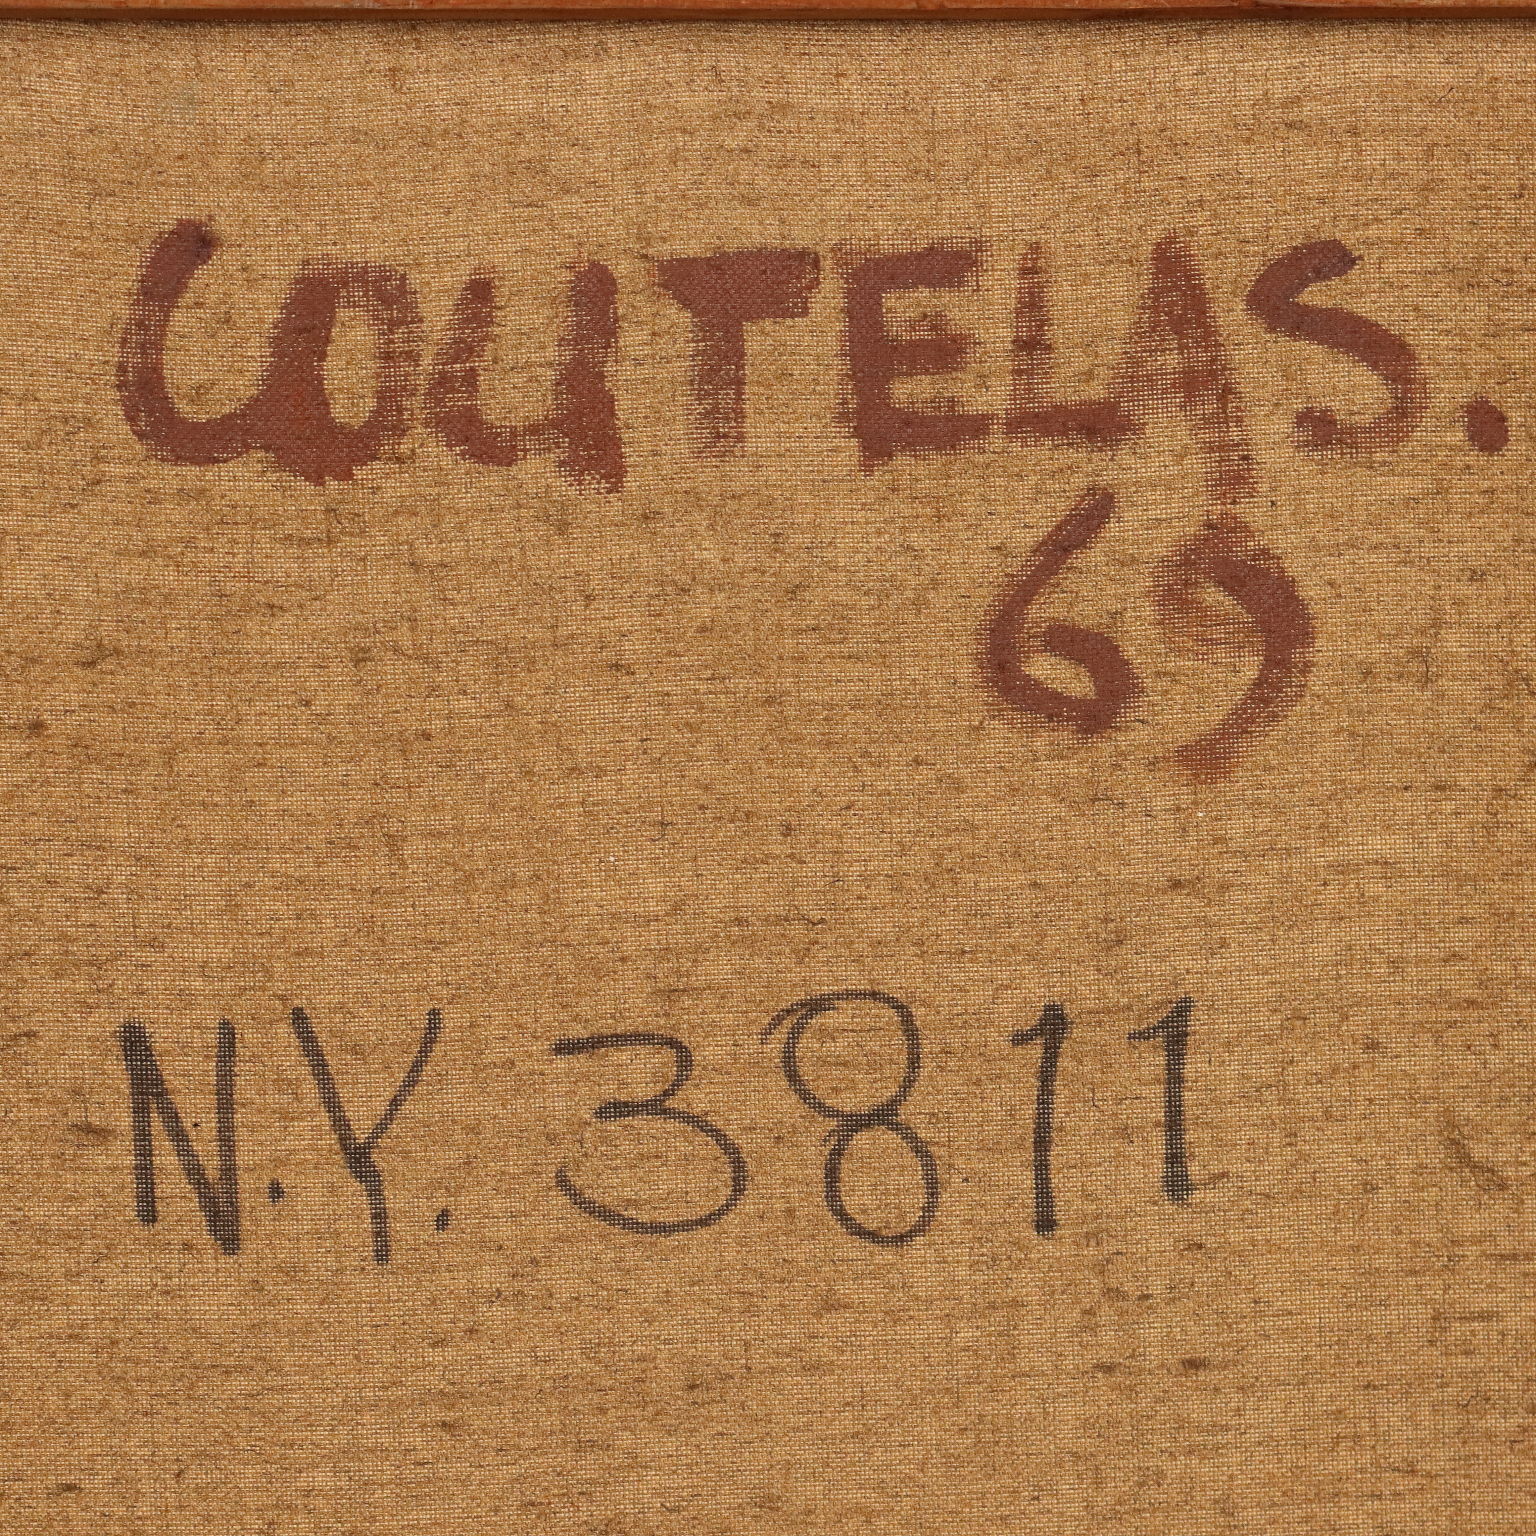 COUTELAS.
69
N.Y. 3811